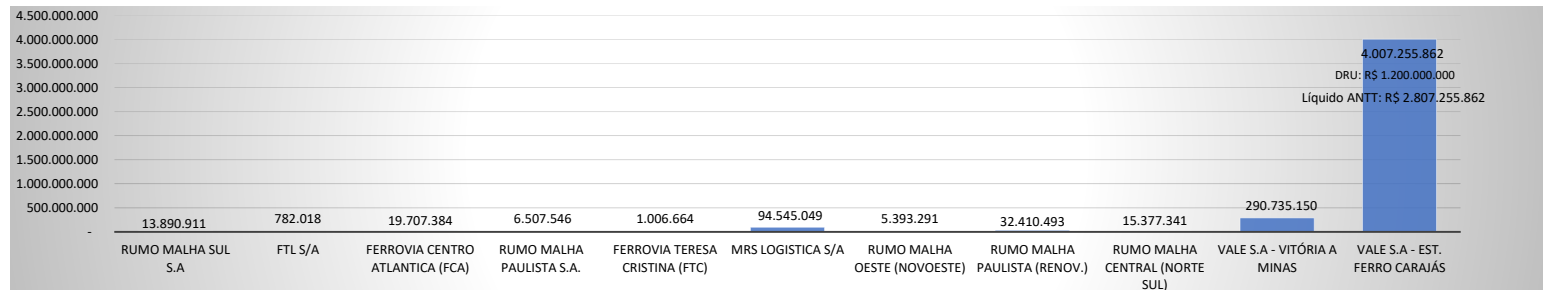 4.500.000.000
4.000.000.000
3.500.000.000
3.000.000.000
2.500.000.000
2.000.000.000
1.500.000.000
1.000.000.000
500.000.000
-
13.890.911
782.018
19.707.384
6.507.546
1.006.664
94.545.049
5.393.291
32.410.493
15.377.341
290.735.150
4.007.255.862
DRU: R$ 1.200.000.000
Líquido ANTT: R$ 2.807.255.862
RUMO MALHA SUL
S.A
FTL S/A
FERROVIA CENTRO
ATLANTICA (FCA)
RUMO MALHA
PAULISTA S.A.
FERROVIA TERESA
CRISTINA (FTC)
MRS LOGISTICA S/A
RUMO MALHA
OESTE (NOVOESTE)
RUMO MALHA
PAULISTA (RENOV.)
RUMO MALHA
CENTRAL (NORTE
SUL)
VALE S.A - VITÓRIA A
MINAS
VALE S.A - EST.
FERRO CARAJÁS